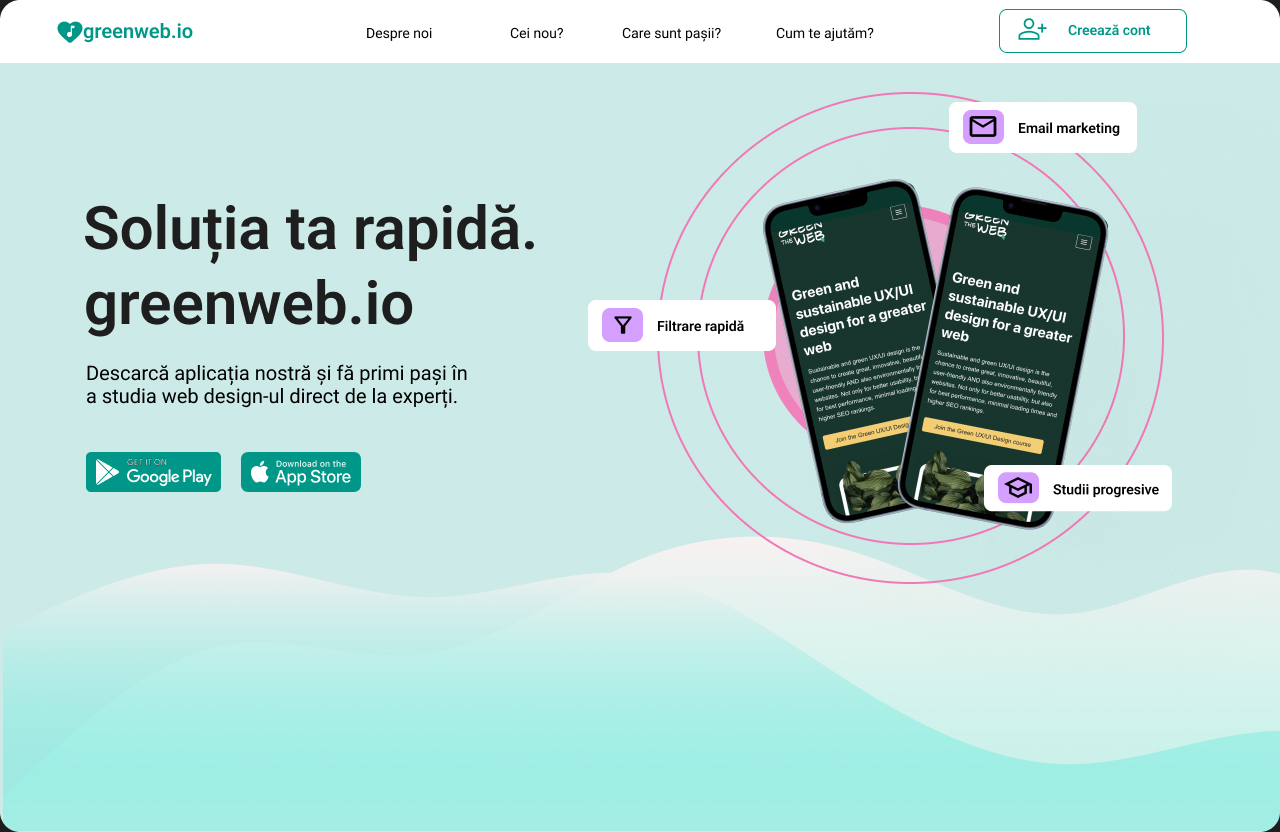 greenweb.io
Despre noi
Cei nou?
Care sunt pașii?
Cum te ajutăm?
Creează cont
Soluția ta rapidă.
greenweb.io
Descarcă aplicația nostră și fă primi pași în
a studia web design-ul direct de la experți.
GET IT ON
Google Play
Download on the
App Store
Email marketing
Filtrare rapidă
Studii progresive
GREEN
THE WEB
Green and
sustainable UX/UI
design for a greater
web
Sustainable and green UX/UI design is the
chance to create great, innovative, beautiful
user-friendly AND also environmentally fr
websites. Not only for better usability, b
for best performance, minimal loading
higher SEO rankings.
Join the Green UX/UI Desig
GREEN
THE WEB
Green and
sustainable UX/UI
design for a greater
web
Sustainable and green UX/UI design is the
chance to create great, innovative, beautiful,
user-friendly AND also environmentally friendly
websites. Not only for better usability, but also
for best performance, minimal loading times and
higher SEO rankings.
Join the Green UX/UI Design course